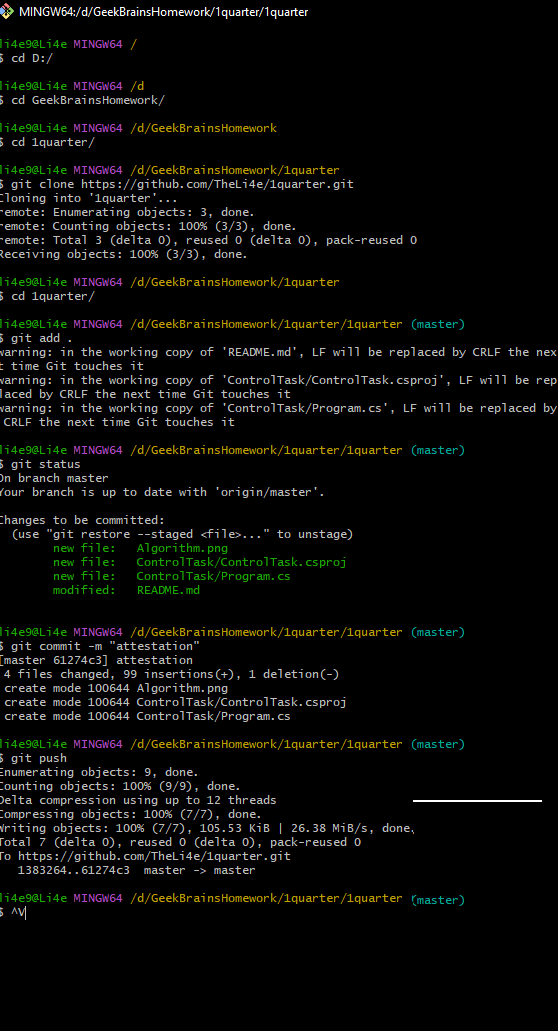 MINGW64:/d/GeekBrainsHomework/1quarter/1quarter
li4e9@Li4e MINGW64 /
$ cd D:/
li4e9@Li4e MINGW64 /d
$ cd GeekBrainsHomework/
li4e9@Li4e MINGW64 /d/GeekBrainsHomework
$ cd 1quarter/
li4e9@Li4e MINGW64 /d/GeekBrainsHomework/1quarter
$ git clone https://github.com/TheLi4e/1quarter.git
Cloning into '1quarter'...
remote: Enumerating objects: 3, done.
remote: Counting objects: 100% (3/3), done.
remote: Total 3 (delta 0), reused 0 (delta 0), pack-reused 0
Receiving objects: 100% (3/3), done.
li4e9@Li4e MINGW64 /d/GeekBrainsHomework/1quarter
$ cd 1quarter/
li4e9@Li4e MINGW64 /d/GeekBrainsHomework/1quarter/1quarter (master)
$ git add .
warning: in the working copy of 'README.md', LF will be replaced by CRLF the nex
t time Git touches it
warning: in the working copy of 'ControlTask/ControlTask.csproj', LF will be rep
laced by CRLF the next time Git touches it
warning: in the working copy of 'ControlTask/Program.cs', LF will be replaced by
CRLF the next time Git touches it
li4e9@Li4e MINGW64 /d/GeekBrainsHomework/1quarter/1quarter (master)
$ git status
On branch master
Your branch is up to date with 'origin/master'.
Changes to be committed:
(use "git restore --staged <file>..." to unstage)
new file: Algorithm.png
new file: ControlTask/ControlTask.csproj
new file: ControlTask/Program.cs
modified: README.md
li4e9@Li4e MINGW64 /d/GeekBrainsHomework/1quarter/1quarter (master)
$ git commit -m "attestation"
[master 61274c3] attestation
4 files changed, 99 insertions(+), 1 deletion(-)
create mode 100644 Algorithm.png
create mode 100644 ControlTask/ControlTask.csproj
create mode 100644 ControlTask/Program.cs
li4e9@Li4e MINGW64 /d/GeekBrainsHomework/1quarter/1quarter (master)
$ git push
Enumerating objects: 9, done.
Counting objects: 100% (9/9), done.
Delta compression using up to 12 threads
Compressing objects: 100% (7/7), done.
Writing objects: 100% (7/7), 105.53 KiB | 26.38 MiB/s, done.
Total 7 (delta 0), reused 0 (delta 0), pack-reused 0
To https://github.com/TheLi4e/1quarter.git
1383264..61274c3 master -> master
li4e9@Li4e MINGW64 /d/GeekBrainsHomework/1quarter/1quarter (master)
$ ^V